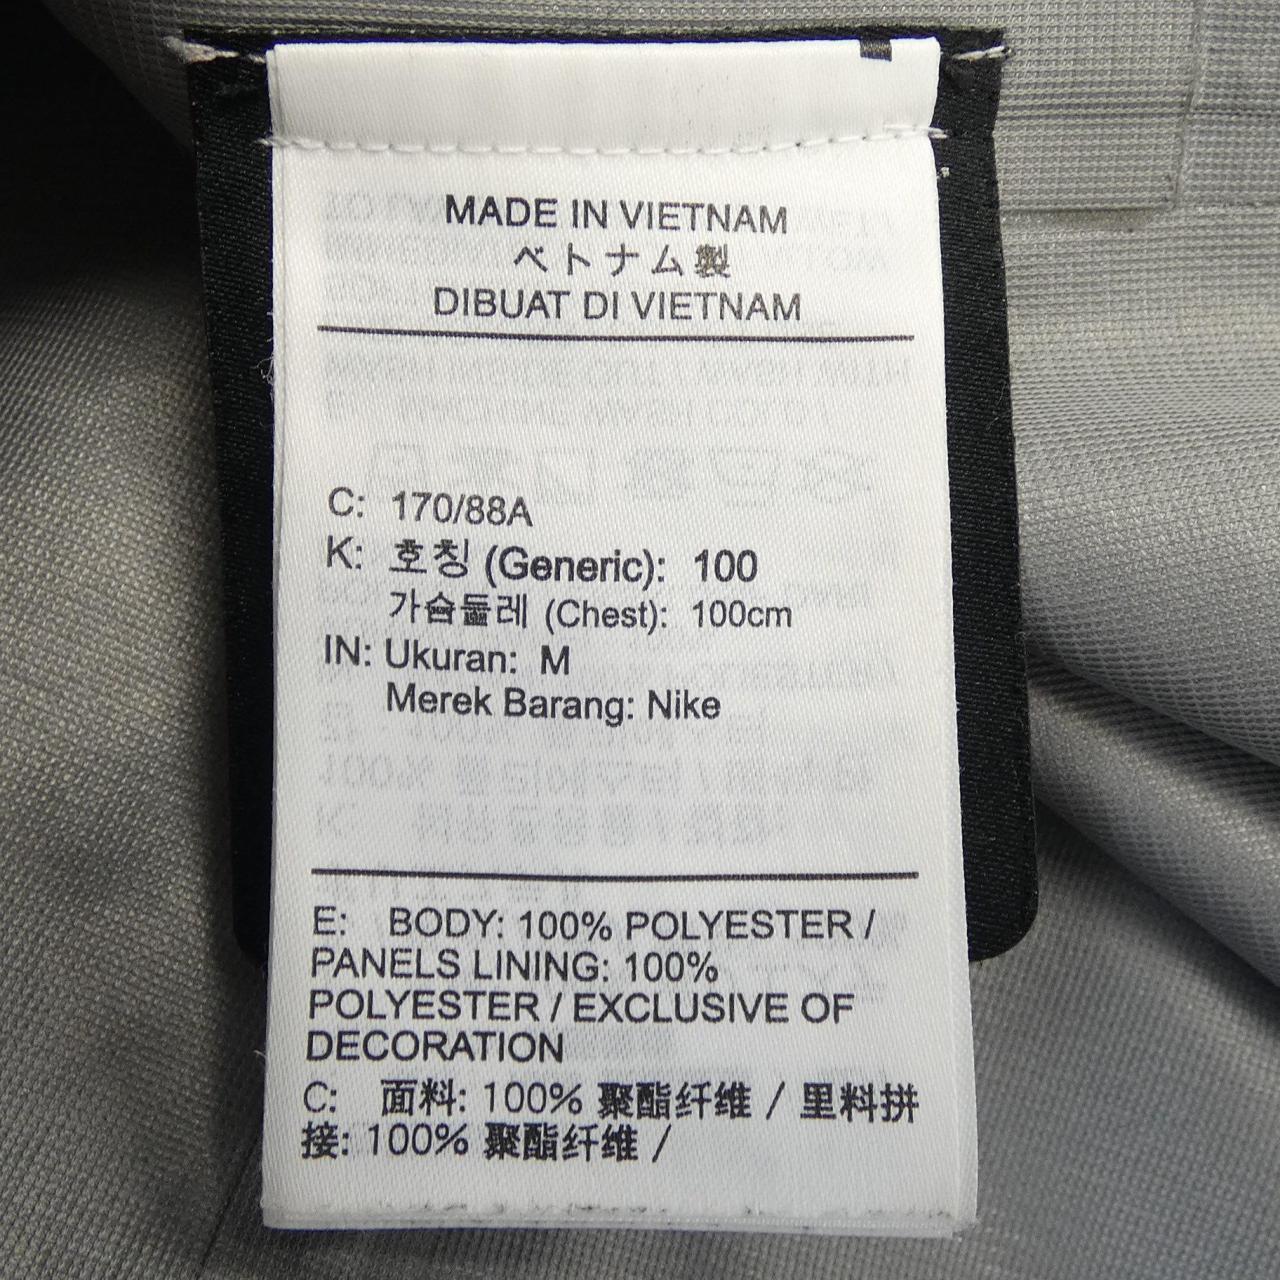 MADE IN VIETNAM
ベトナム製
DIBUAT DI VIETNAM
C: 170/88A
K: 호칭 (Generic): 100
가슴둘레 (Chest): 100cm
IN: Ukuran: M
Merek Barang: Nike
E: BODY: 100% POLYESTER /
PANELS LINING: 100%
POLYESTER / EXCLUSIVE OF
DECORATION
C: 面料: 100% 聚酯纤维 / 里料拼
接: 100% 聚酯纤维 /